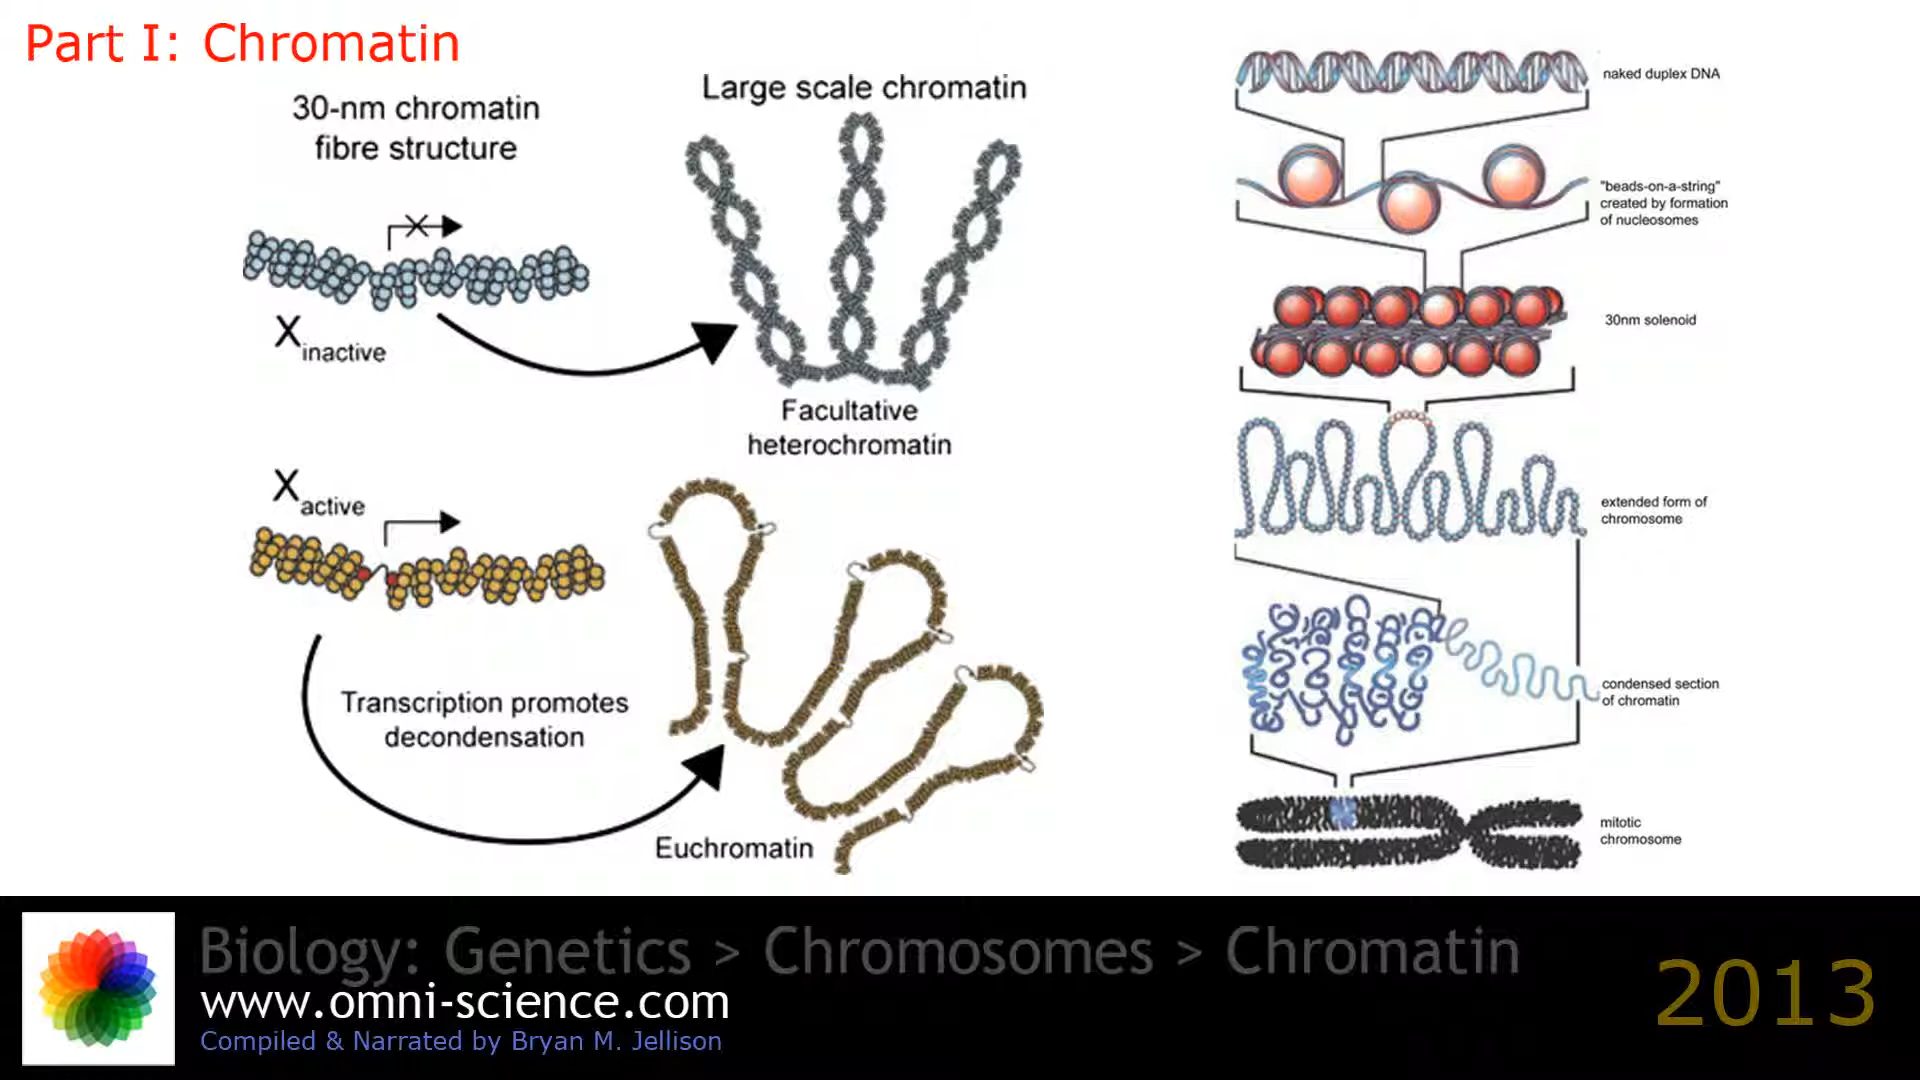 Part I: Chromatin
30-nm chromatin
fibre structure
Large scale chromatin
X inactive
Facultative
heterochromatin
X active
Transcription promotes
decondensation
Euchromatin
naked duplex DNA
"beads-on-a-string"
created by formation
of nucleosomes
30nm solenoid
extended form of
chromosome
condensed section
of chromatin
mitotic
chromosome
Biology: Genetics > Chromosomes > Chromatin
www.omni-science.com
Compiled & Narrated by Bryan M. Jellison
2013